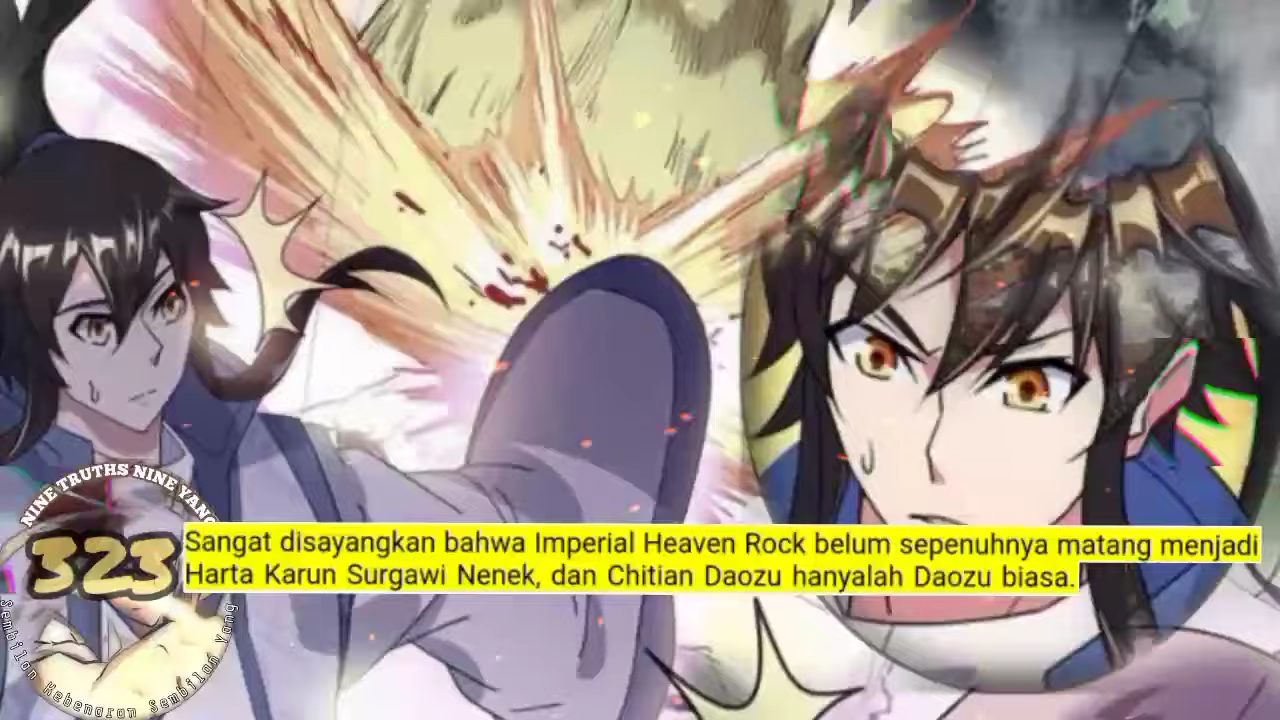 NINE TRUTHS NINE YANG
323
Sangat disayangkan bahwa Imperial Heaven Rock belum sepenuhnya matang menjadi
Harta Karun Surgawi Nenek, dan Chitian Daozu hanyalah Daozu biasa.
Sembilan Kebenaran Sembilan Yang